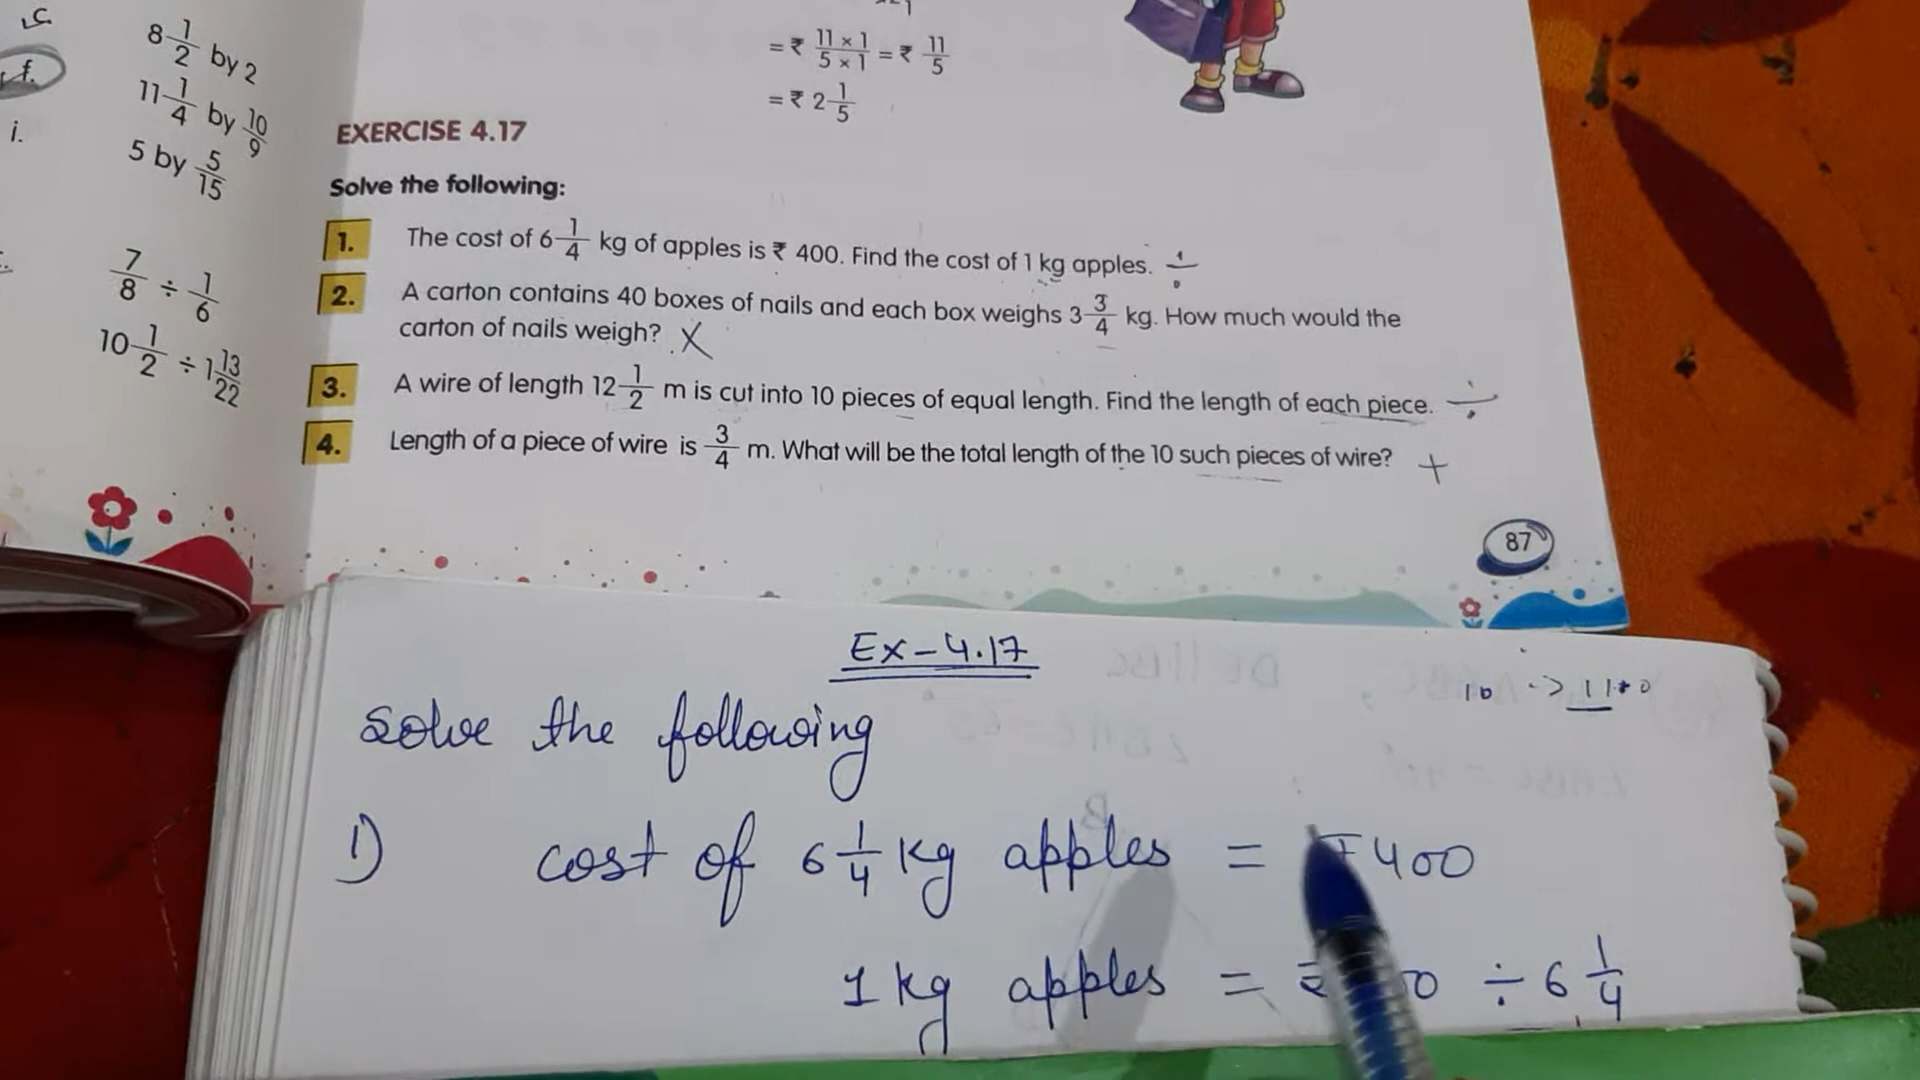 c.
8 1/2 by 2
f.
11 1/4 by 10/9
i.
5 by 5/15
7/8 ÷ 1/6
10 1/2 ÷ 1 13/22
= ₹ 11 × 1/5 × 1 = ₹ 11/5
= ₹ 2 1/5
EXERCISE 4.17
Solve the following:
1. The cost of 6 1/4 kg of apples is ₹ 400. Find the cost of 1 kg apples. ÷
2. A carton contains 40 boxes of nails and each box weighs 3 3/4 kg. How much would the
carton of nails weigh? X
3. A wire of length 12 1/2 m is cut into 10 pieces of equal length. Find the length of each piece. ÷
4. Length of a piece of wire is 3/4 m. What will be the total length of the 10 such pieces of wire? +
87
Ex - 4.17
10 ->
Solve the following
1) cost of 6 1/4 kg apples = ₹400
1 kg apples = ₹ 0 ÷ 6 1/4